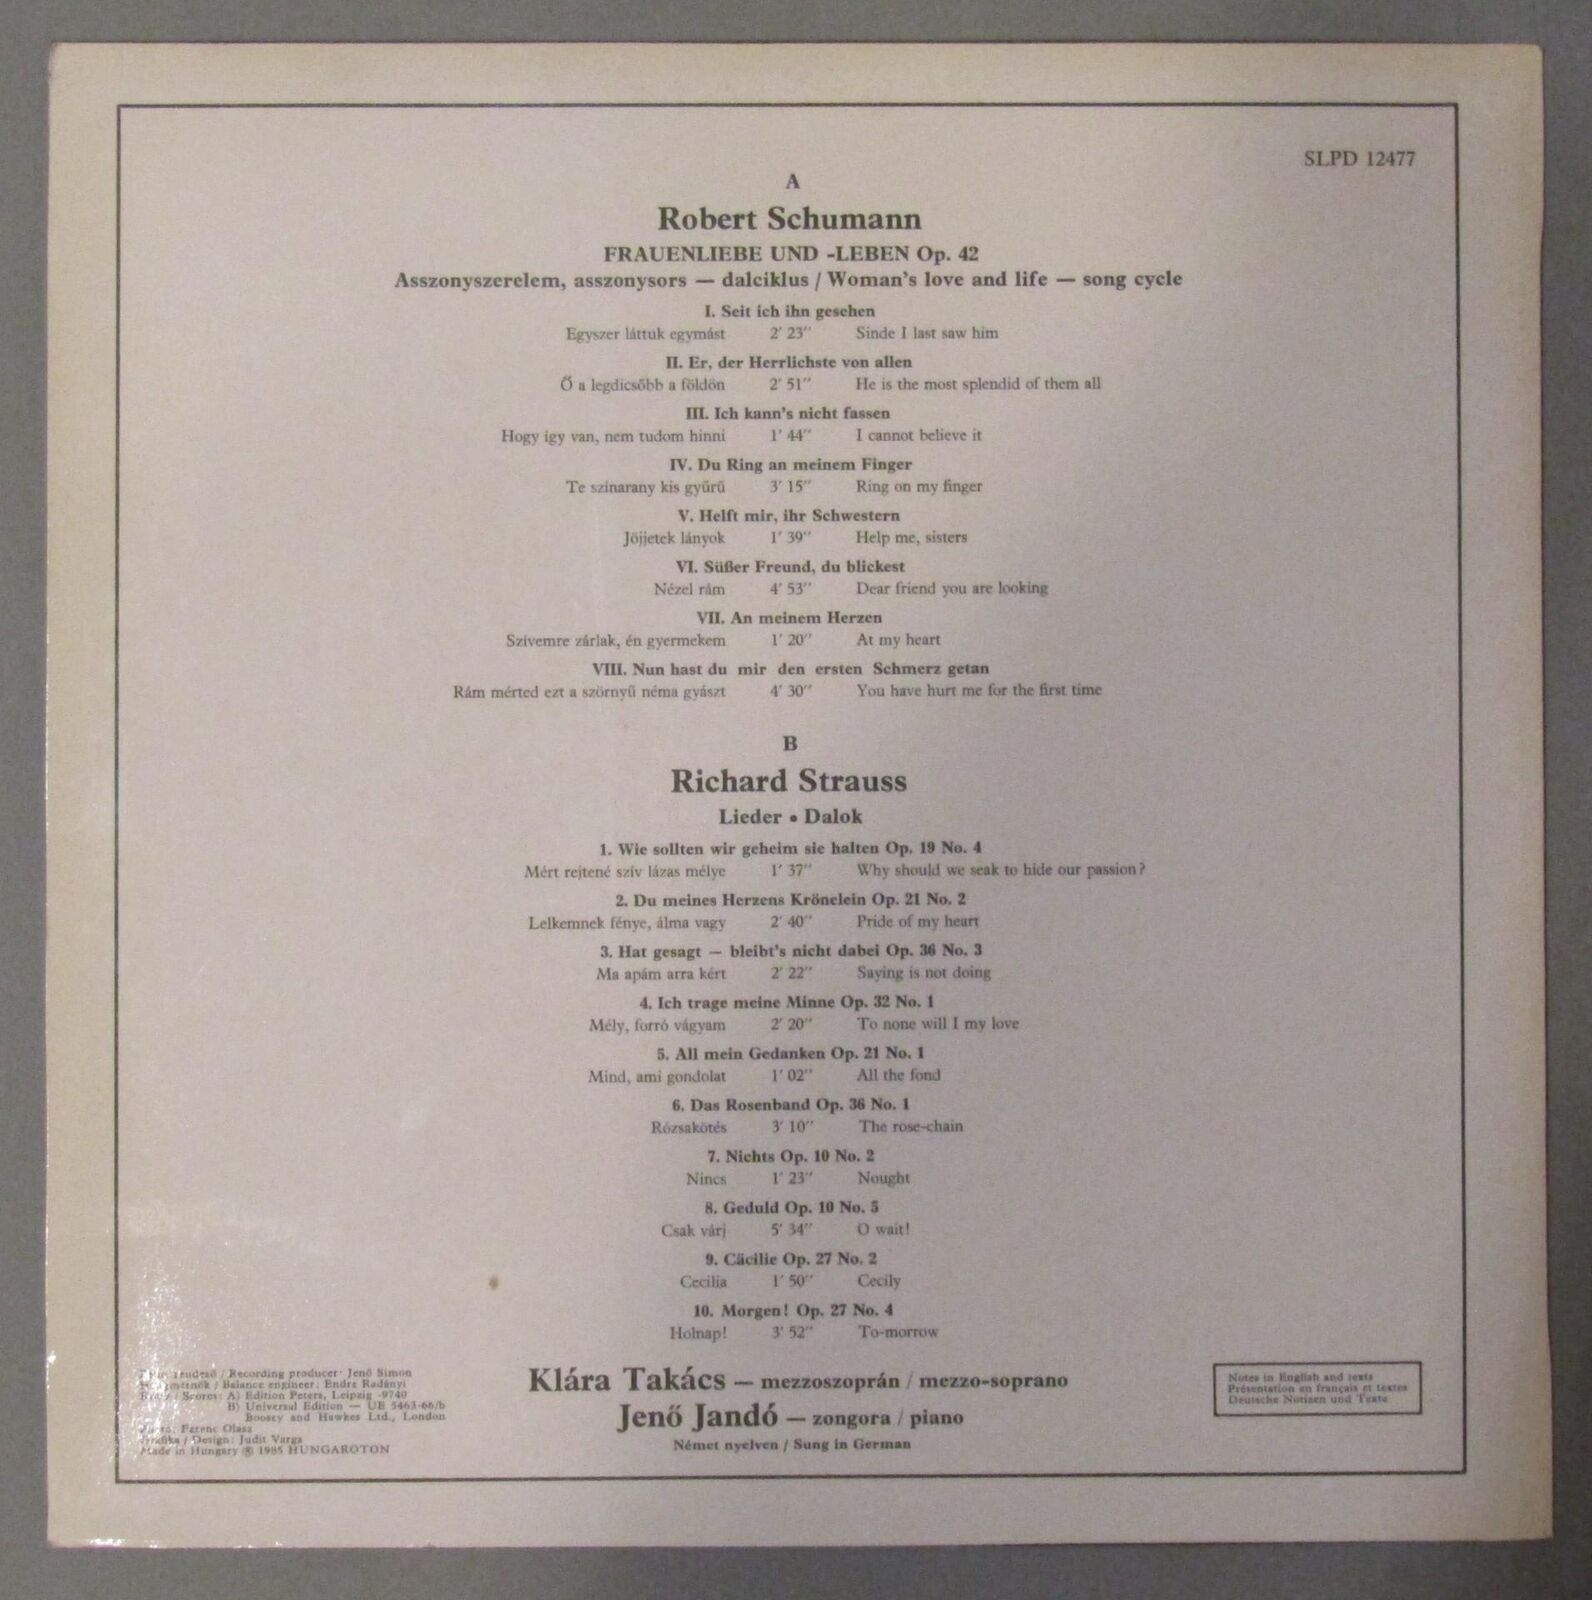 SLPD 12477
A
Robert Schumann
FRAUENLIEBE UND -LEBEN Op. 42
Asszonyszerelem, asszonysors — dalciklus / Woman's love and life — song cycle
I. Seit ich ihn gesehen
Egyszer láttuk egymást 2′ 23″ Sinde I last saw him
II. Er, der Herrlichste von allen
Ő a legdicsőbb a földön 2′ 51″ He is the most splendid of them all
III. Ich kann's nicht fassen
Hogy így van, nem tudom hinni 1′ 44″ I cannot believe it
IV. Du Ring an meinem Finger
Te színarany kis gyűrű 3′ 15″ Ring on my finger
V. Helft mir, ihr Schwestern
Jöjjetek lányok 1′ 39″ Help me, sisters
VI. Süßer Freund, du blickest
Nézel rám 4′ 53″ Dear friend you are looking
VII. An meinem Herzen
Szívemre zárlak, én gyermekem 1′ 20″ At my heart
VIII. Nun hast du mir den ersten Schmerz getan
Rám mérted ezt a szörnyű néma gyászt 4′ 30″ You have hurt me for the first time
B
Richard Strauss
Lieder • Dalok
1. Wie sollten wir geheim sie halten Op. 19 No. 4
Mért rejtené szív lázas mélye 1′ 37″ Why should we seak to hide our passion?
2. Du meines Herzens Krönelein Op. 21 No. 2
Lelkemnek fénye, álma vagy 2′ 40″ Pride of my heart
3. Hat gesagt — bleibt's nicht dabei Op. 36 No. 3
Ma apám arra kért 2′ 22″ Saying is not doing
4. Ich trage meine Minne Op. 32 No. 1
Mély, forró vágyam 2′ 20″ To none will I my love
5. All mein Gedanken Op. 21 No. 1
Mind, ami gondolat 1′ 02″ All the fond
6. Das Rosenband Op. 36 No. 1
Rózsakötés 3′ 10″ The rose-chain
7. Nichts Op. 10 No. 2
Nincs 1′ 23″ Nought
8. Geduld Op. 10 No. 5
Csak várj 5′ 34″ O wait!
9. Cäcilie Op. 27 No. 2
Cecilia 1′ 50″ Cecily
10. Morgen! Op. 27 No. 4
Holnap! 3′ 52″ To-morrow
Klára Takács — mezzoszoprán / mezzo-soprano
Jenő Jandó — zongora / piano
Német nyelven / Sung in German
/ Recording producer: Jenő Simon
/ Balance engineer: Endre Radányi
/ Scores: A) Edition Peters, Leipzig -9740
B) Universal Edition — UE 5463-66/b
Boosey and Hawkes Ltd., London
Ferenc Olasz
/ Design: Judit Varga
Made in Hungary ℗ 1985 HUNGAROTON
Notes in English and texts
Présentation en français et textes
Deutsche Notizen und Texte